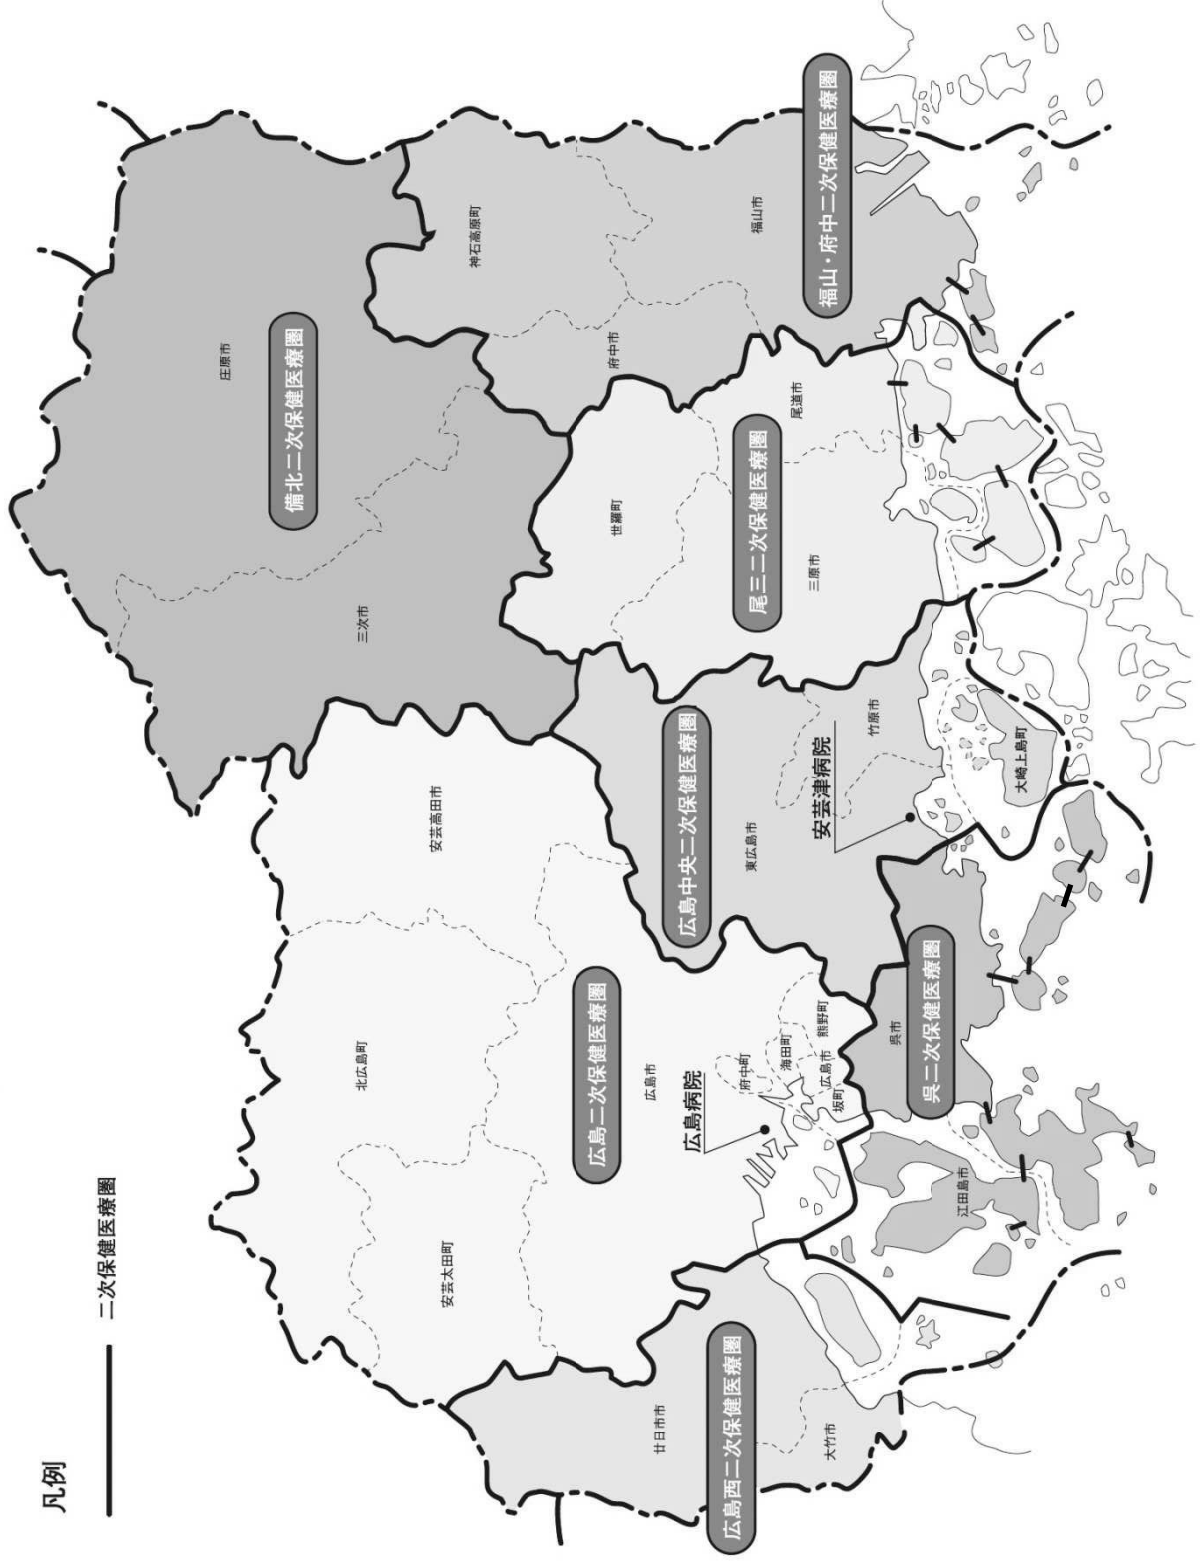 凡例
二次保健医療圏
備北二次保健医療圏
庄原市
三次市
福山・府中二次保健医療圏
神石高原町
府中市
福山市
尾三二次保健医療圏
世羅町
尾道市
三原市
広島中央二次保健医療圏
東広島市
竹原市
安芸津病院
大崎上島町
広島二次保健医療圏
安芸高田市
北広島町
安芸太田町
広島市
府中町
海田町
熊野町
広島市
坂町
広島病院
呉二次保健医療圏
呉市
江田島市
広島西二次保健医療圏
廿日市市
大竹市